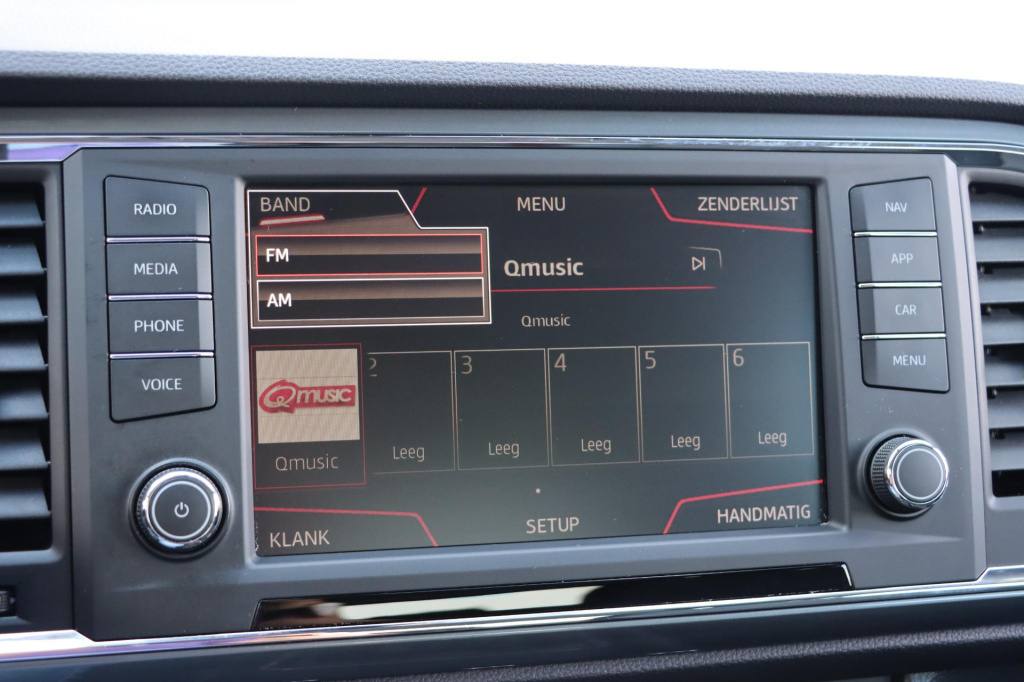 RADIO
MEDIA
PHONE
VOICE
BAND
MENU
ZENDERLIJST
FM
AM
Qmusic
Qmusic
Qmusic
Qmusic
2
Leeg
3
Leeg
4
Leeg
5
Leeg
6
Leeg
KLANK
SETUP
HANDMATIG
NAV
APP
CAR
MENU